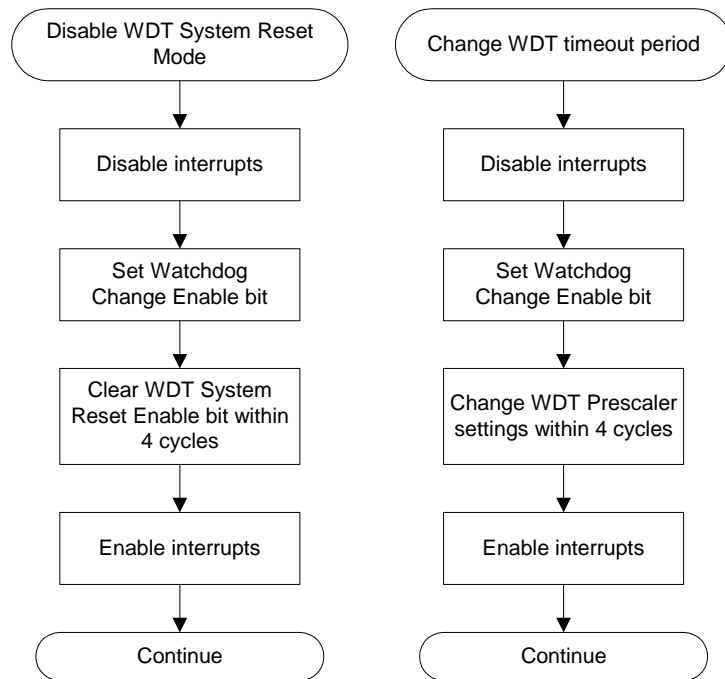 Disable WDT System Reset
Mode
Disable interrupts
Set Watchdog
Change Enable bit
Clear WDT System
Reset Enable bit within
4 cycles
Enable interrupts
Continue
Change WDT timeout period
Disable interrupts
Set Watchdog
Change Enable bit
Change WDT Prescaler
settings within 4 cycles
Enable interrupts
Continue